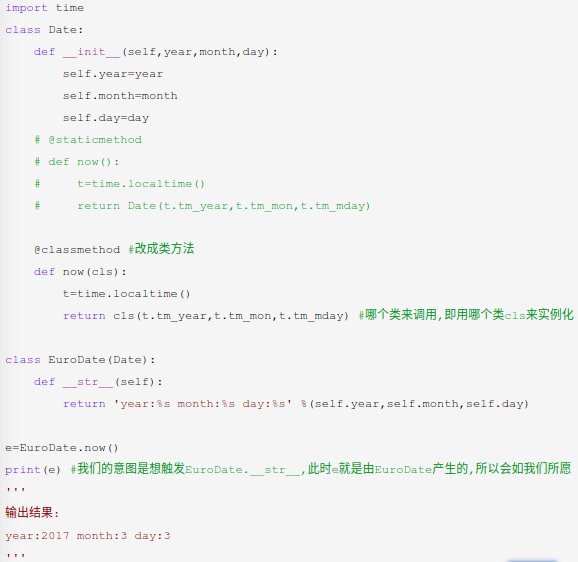 import time
class Date:
    def __init__(self,year,month,day):
        self.year=year
        self.month=month
        self.day=day
    # @staticmethod
    # def now():
    #     t=time.localtime()
    #     return Date(t.tm_year,t.tm_mon,t.tm_mday)
    @classmethod #改成类方法
    def now(cls):
        t=time.localtime()
        return cls(t.tm_year,t.tm_mon,t.tm_mday) #哪个类来调用,即用哪个类cls来实例化
class EuroDate(Date):
    def __str__(self):
        return 'year:%s month:%s day:%s' %(self.year,self.month,self.day)
e=EuroDate.now()
print(e) #我们的意图是想触发EuroDate.__str__,此时e就是由EuroDate产生的,所以会如我们所愿
'''
输出结果:
year:2017 month:3 day:3
'''